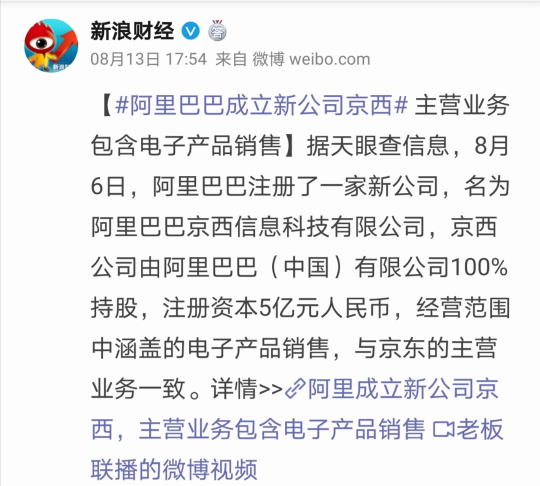 新浪财经
08月13日 17:54 来自 微博 weibo.com
【#阿里巴巴成立新公司京西# 主营业务
包含电子产品销售】据天眼查信息，8月
6日，阿里巴巴注册了一家新公司，名为
阿里巴巴京西信息科技有限公司，京西
公司由阿里巴巴（中国）有限公司100%
持股，注册资本5亿元人民币，经营范围
中涵盖的电子产品销售，与京东的主营
业务一致。详情>>阿里成立新公司京
西，主营业务包含电子产品销售 老板
联播的微博视频